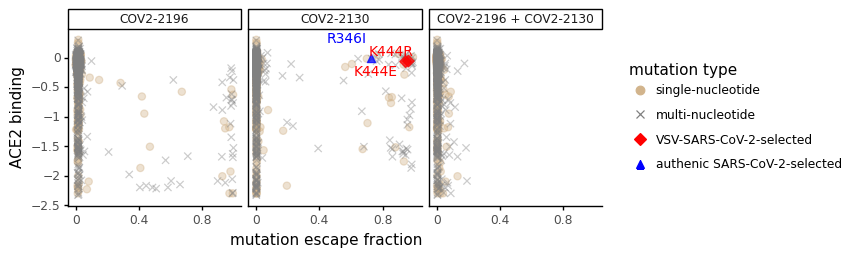 COV2-2196
COV2-2130
COV2-2196 + COV2-2130
R346I
K444R
K444E
ACE2 binding
0
−0.5
−1
−1.5
−2
−2.5
0 0.4 0.8
0 0.4 0.8
0 0.4 0.8
mutation escape fraction
mutation type
single-nucleotide
multi-nucleotide
VSV-SARS-CoV-2-selected
authenic SARS-CoV-2-selected